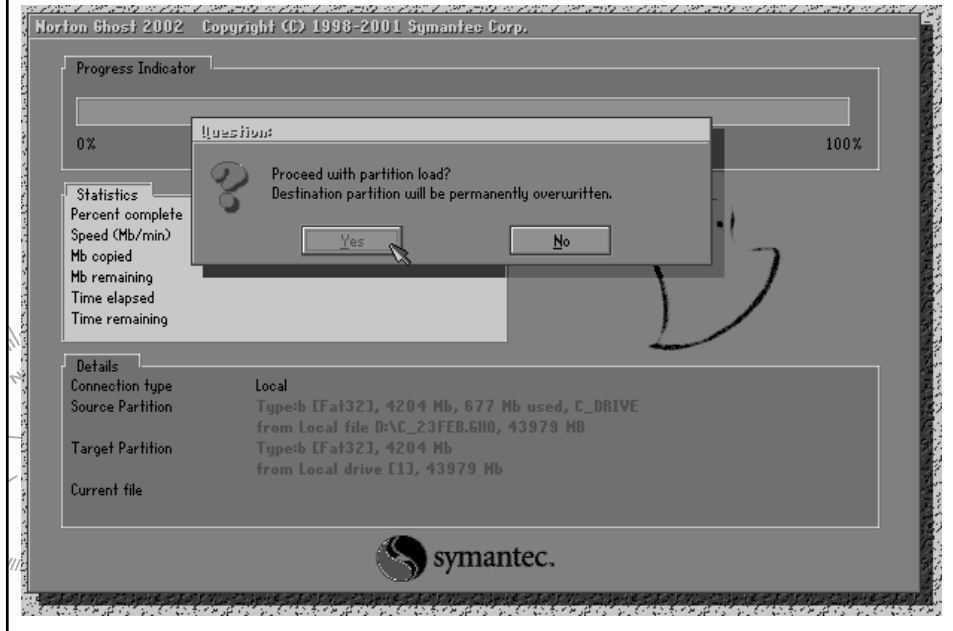 Norton Ghost 2002 Copyright (C) 1998-2001 Symantec Corp.
Progress Indicator
0%
100%
Question:
Proceed with partition load?
Destination partition will be permanently overwritten.
Yes
No
Statistics
Percent complete
Speed (Mb/min)
Mb copied
Mb remaining
Time elapsed
Time remaining
Details
Connection type Local
Source Partition Type:b [Fat32], 4204 Mb, 677 Mb used, C_DRIVE
from Local file D:\C_23FEB.GHO, 43979 MB
Target Partition Type:b [Fat32], 4204 Mb
from Local drive [1], 43979 Mb
Current file
symantec.